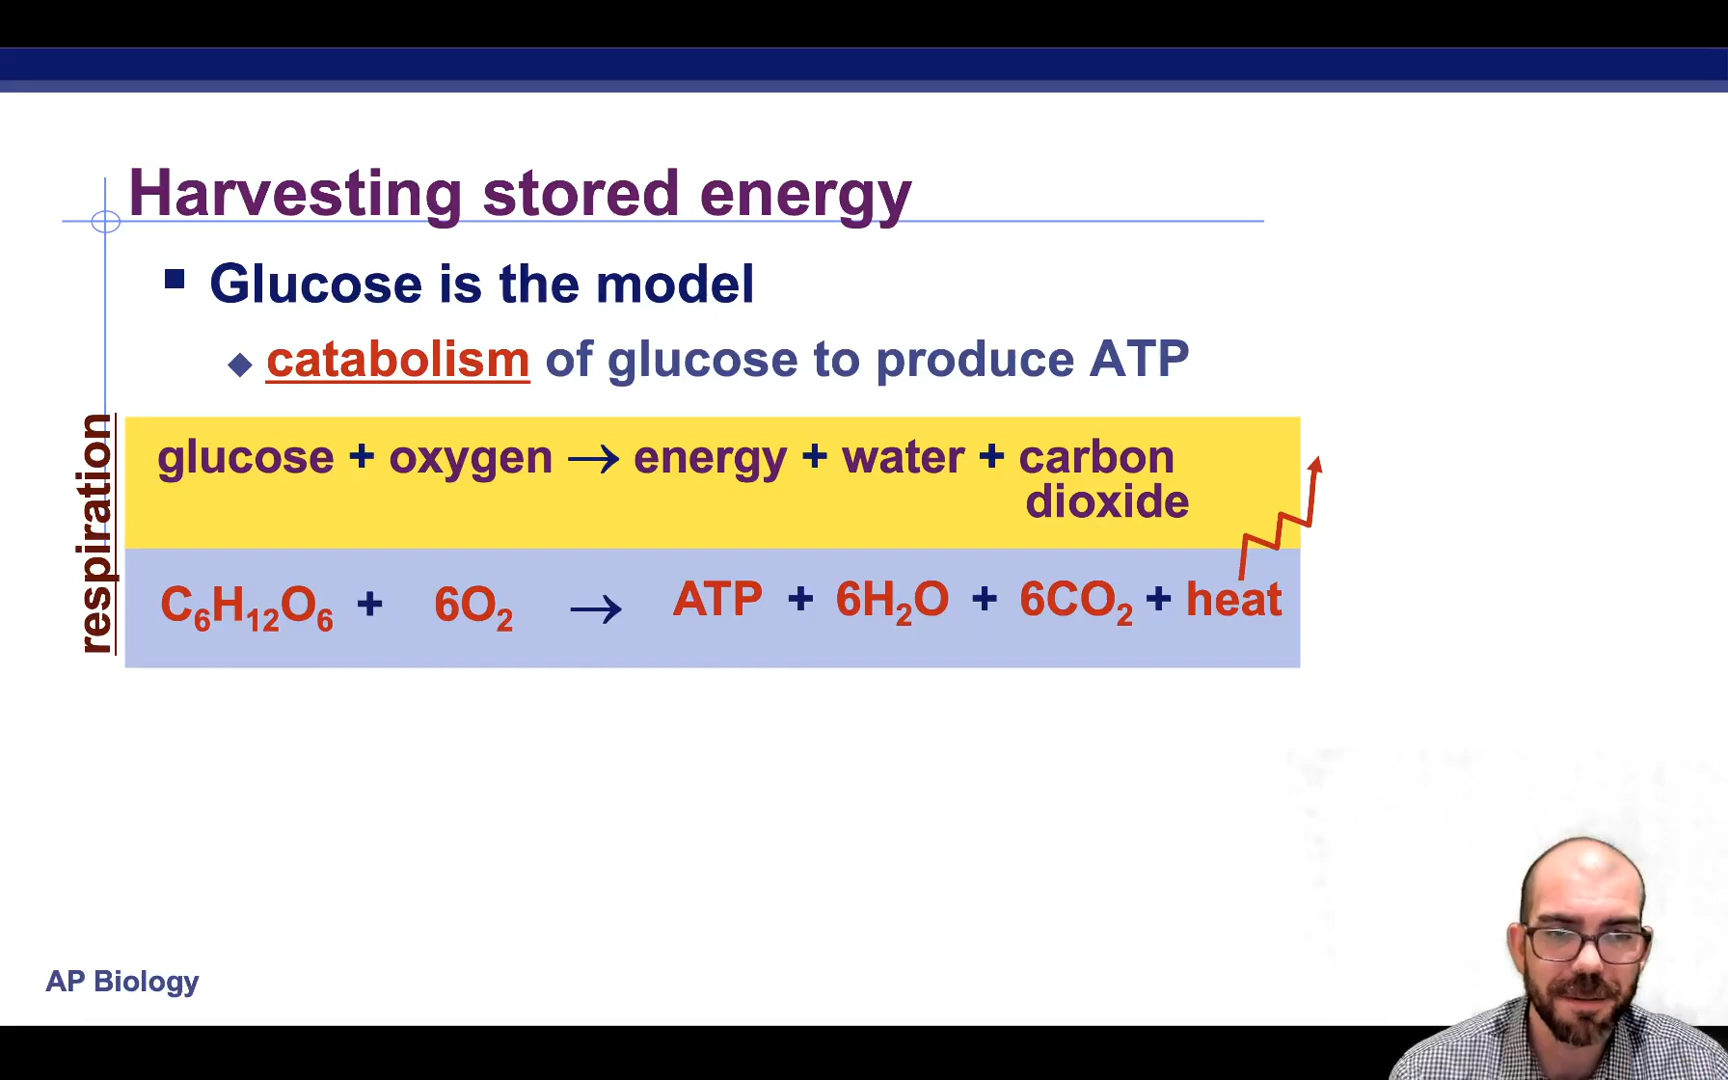 Harvesting stored energy
Glucose is the model
catabolism of glucose to produce ATP
respiration
glucose + oxygen → energy + water + carbon
dioxide
C₆H₁₂O₆ + 6O₂ → ATP + 6H₂O + 6CO₂ + heat
AP Biology